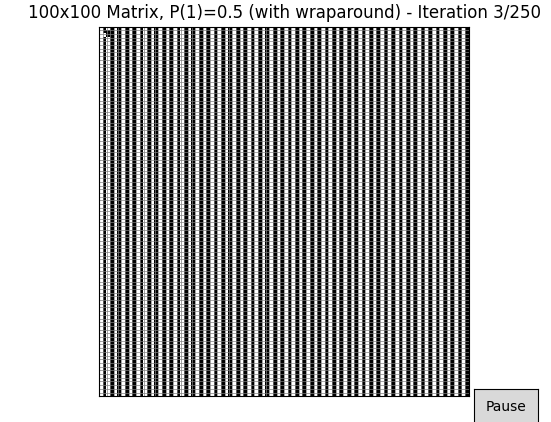 100x100 Matrix, P(1)=0.5 (with wraparound) - Iteration 3/250
Pause